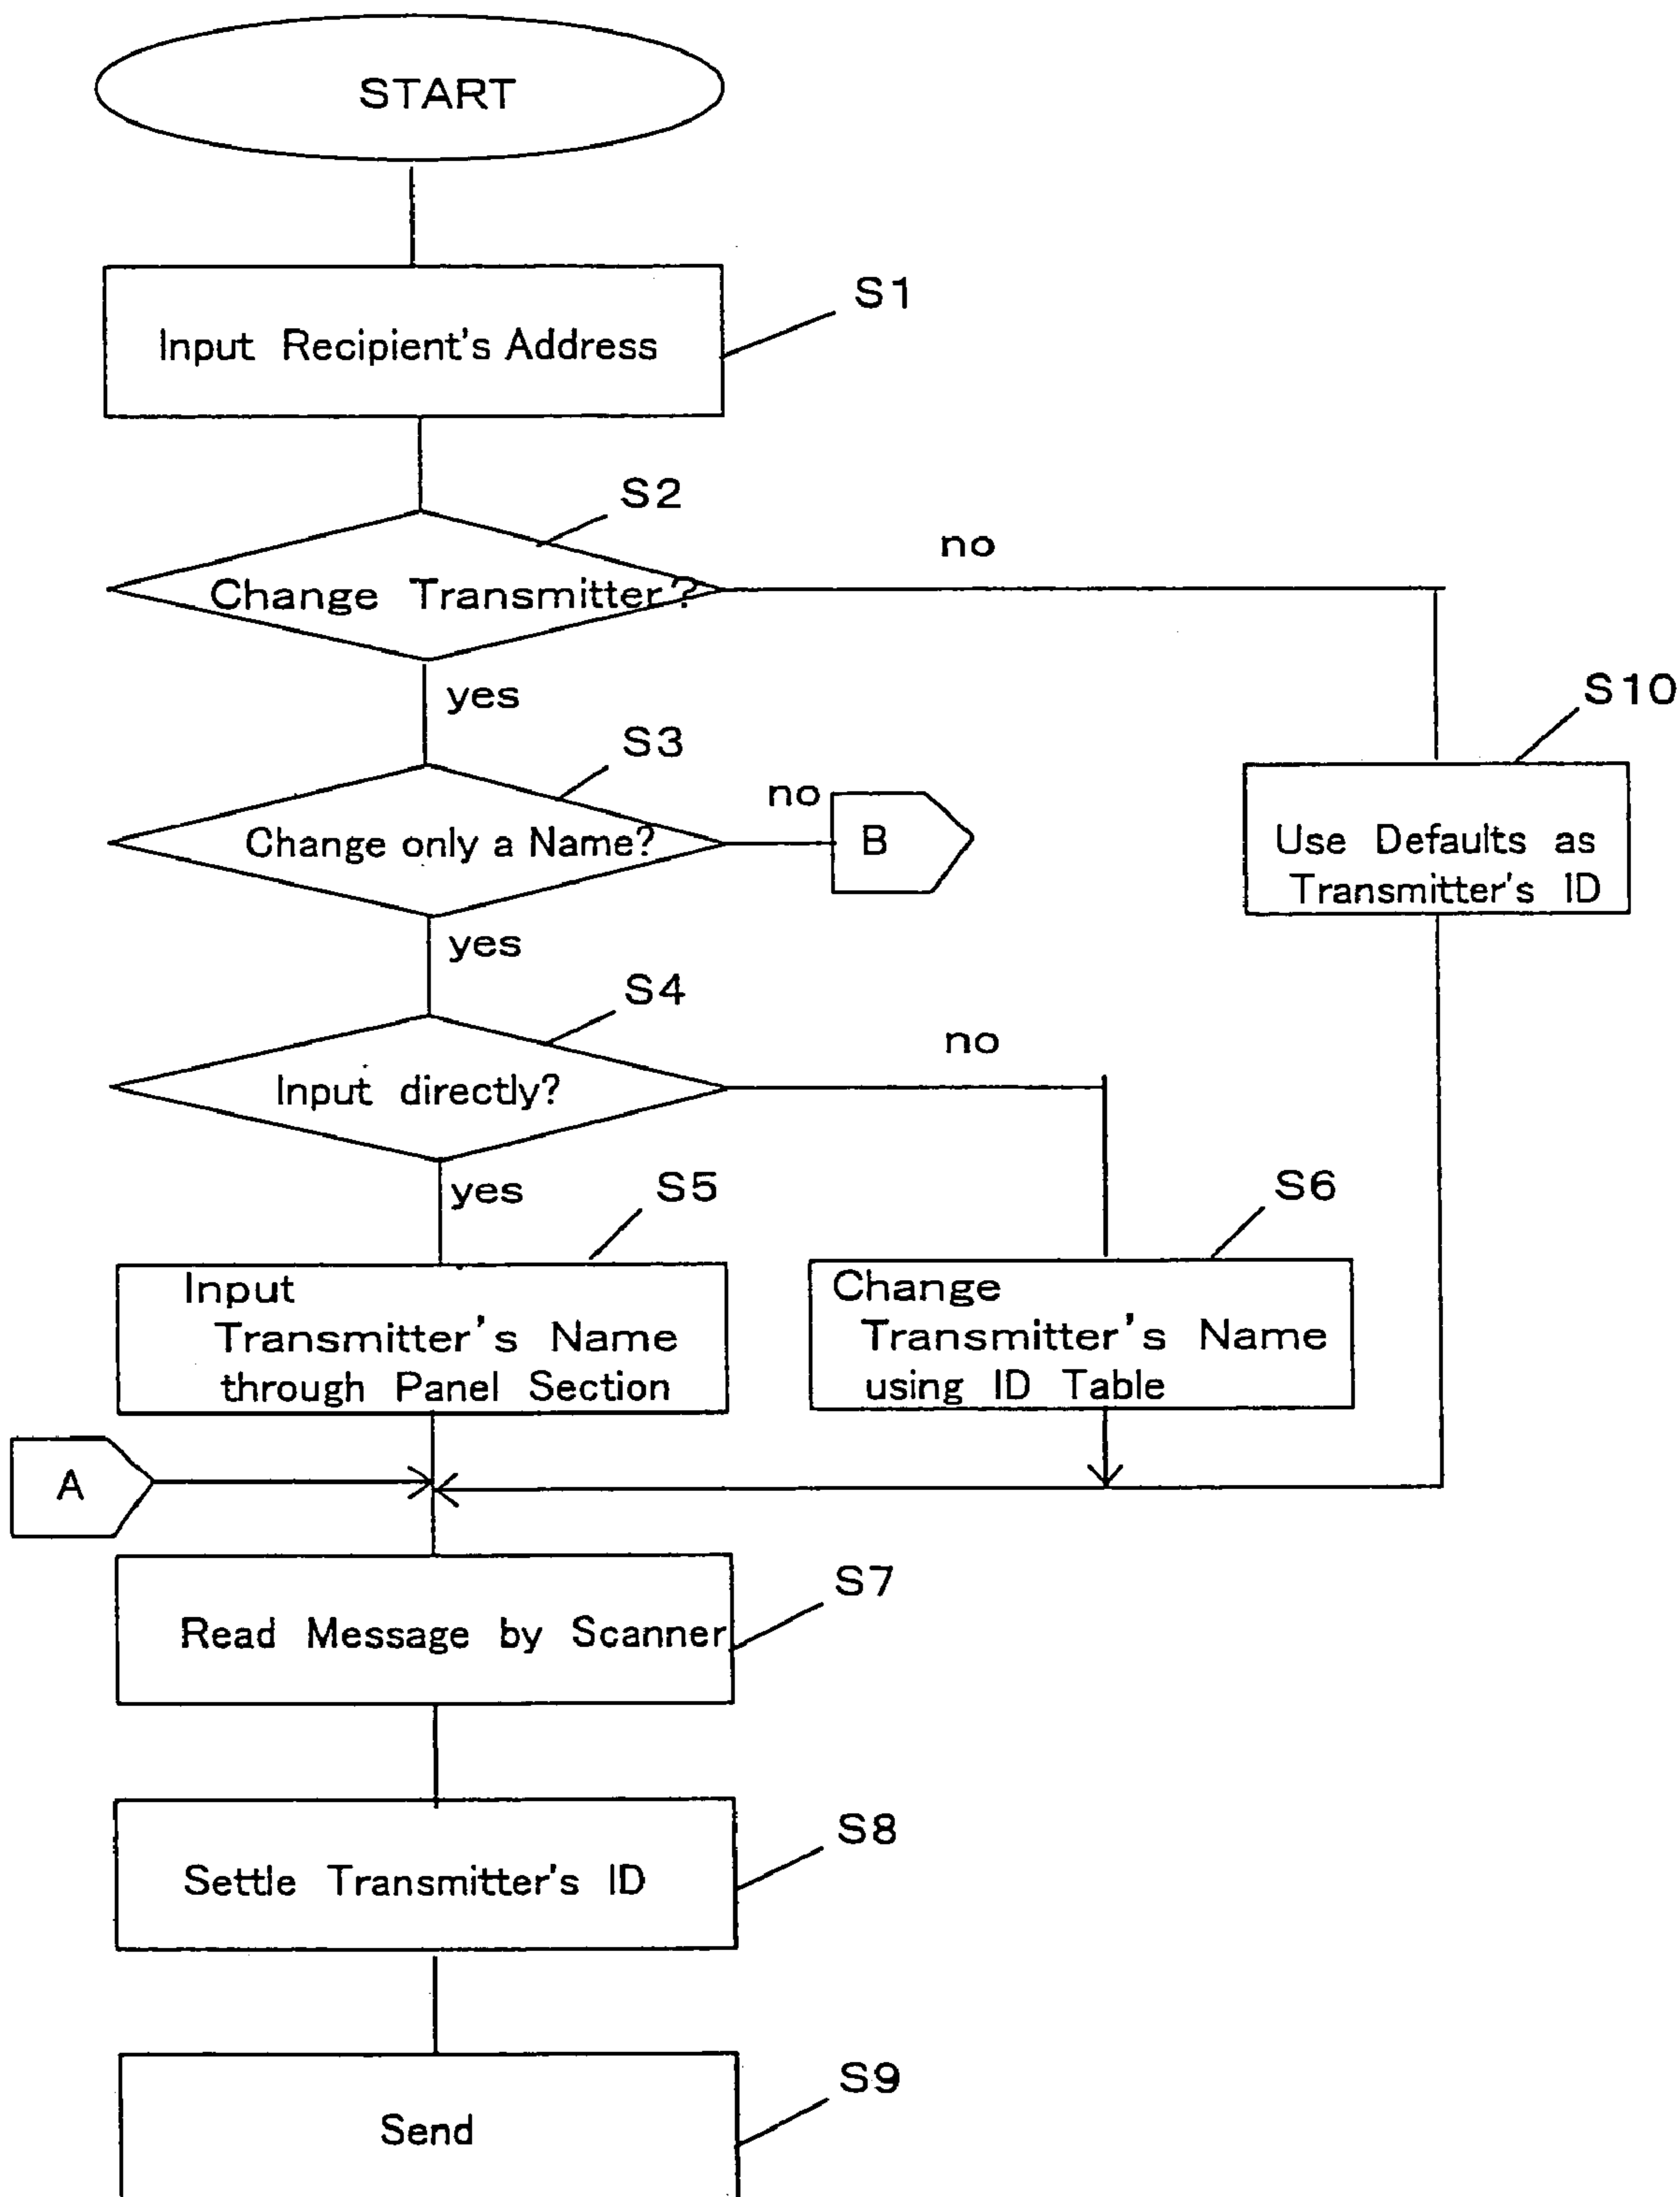 START
Input Recipient's Address
S1
S2
Change Transmitter?
no
yes
S10
Use Defaults as
Transmitter's ID
S3
Change only a Name?
no
B
yes
S4
Input directly?
no
yes
S5
Input
Transmitter's Name
through Panel Section
S6
Change
Transmitter's Name
using ID Table
A
S7
Read Message by Scanner
S8
Settle Transmitter's ID
S9
Send